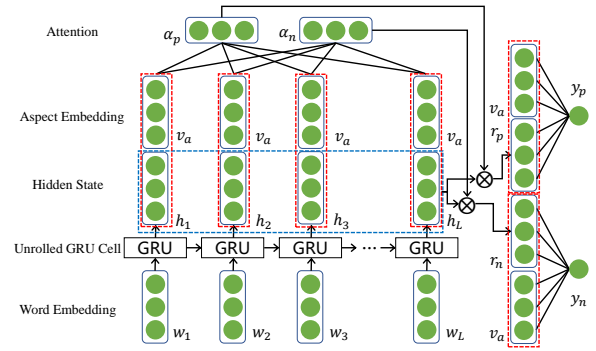 Attention α_p α_n
y_p
Aspect Embedding v_a v_a v_a v_a v_a
r_p
Hidden State
h_1 h_2 h_3 h_L
Unrolled GRU Cell GRU GRU GRU ··· GRU
r_n
y_n
Word Embedding
w_1 w_2 w_3 w_L v_a